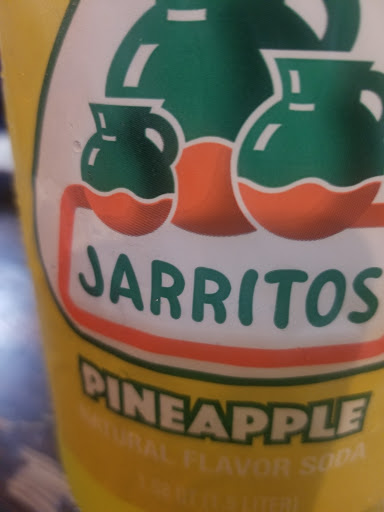 JARRITOS
PINEAPPLE
NATURAL FLAVOR SODA